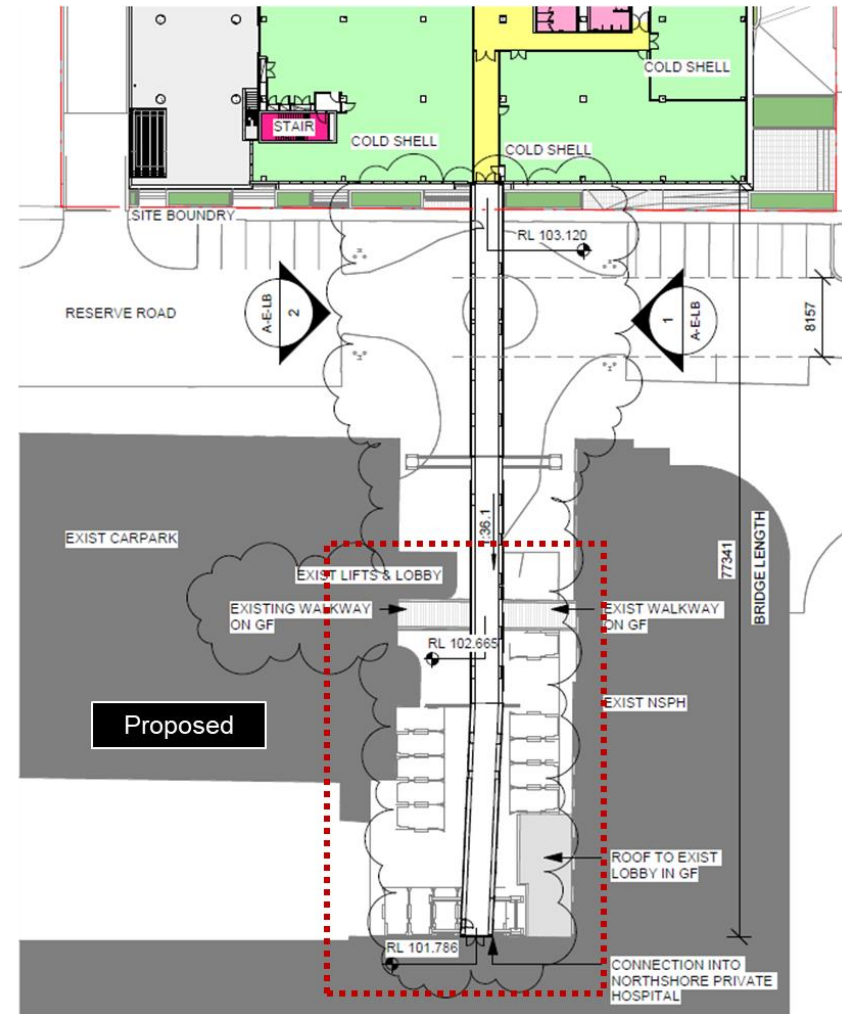 COLD SHELL
STAIR
COLD SHELL
COLD SHELL
SITE BOUNDRY
RL 103.120
RESERVE ROAD
A-E-LB
2
1
A-E-LB
8157
EXIST CARPARK
1:36.1
77341
BRIDGE LENGTH
EXIST LIFTS & LOBBY
EXISTING WALKWAY
ON GF
EXIST WALKWAY
ON GF
RL 102.665
Proposed
EXIST NSPH
ROOF TO EXIST
LOBBY IN GF
RL 101.786
CONNECTION INTO
NORTHSHORE PRIVATE
HOSPITAL